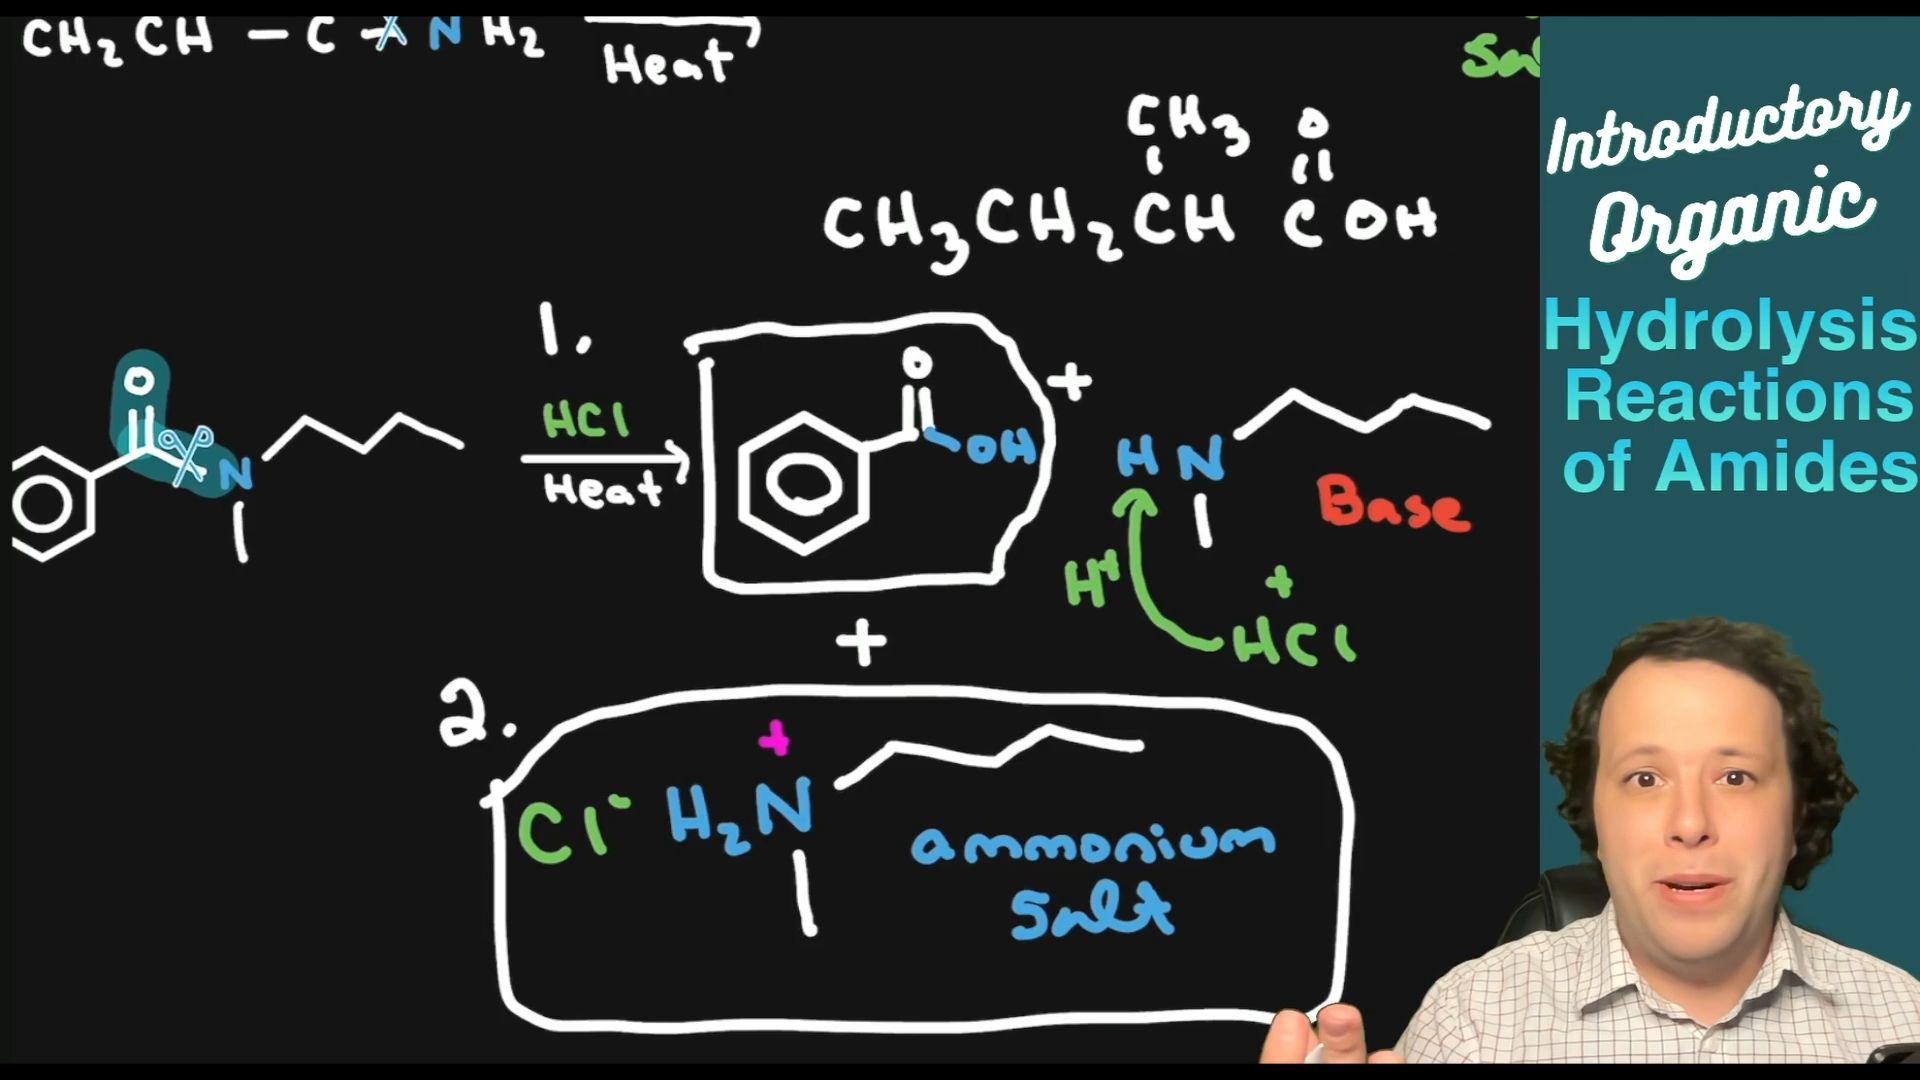 CH2CH — C — NH2
Heat
CH3 O
CH3CH2CH COH
O
N
1.
HCl
Heat
O
OH
+
H N
Base
H+
+
HCl
+
2.
+
Cl- H2N
ammonium
salt
Introductory
Organic
Hydrolysis
Reactions
of Amides